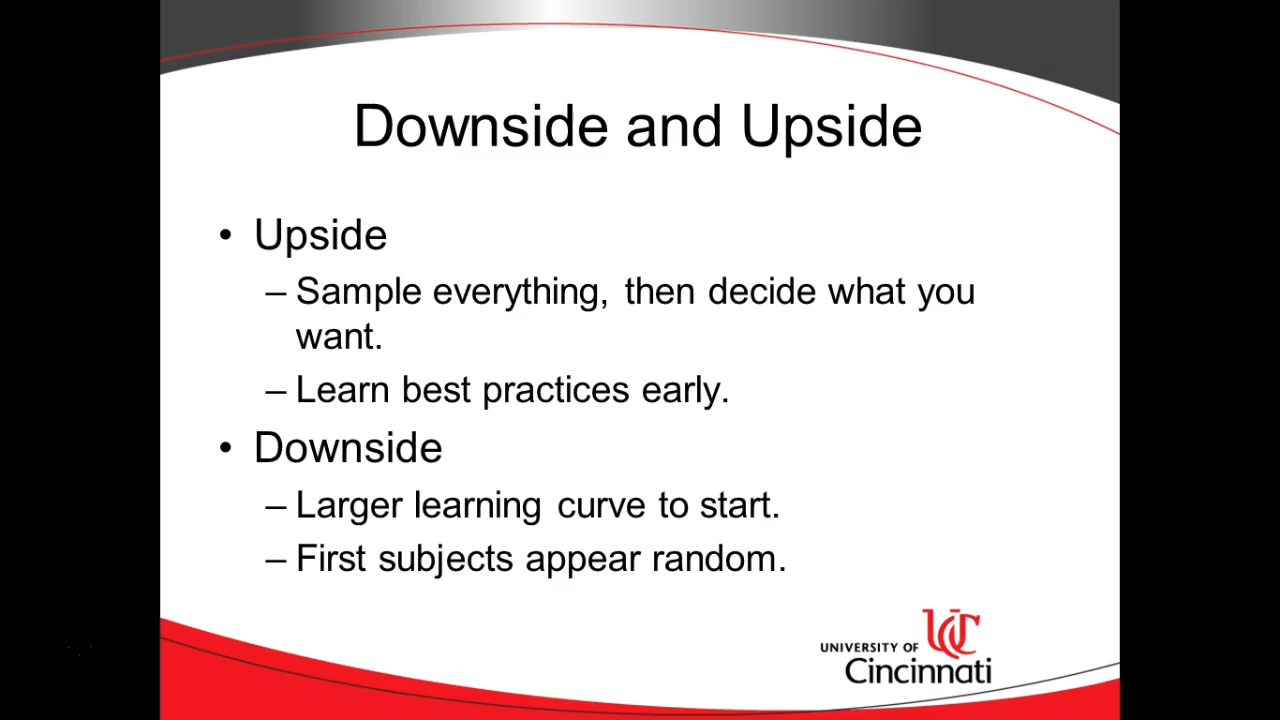 Downside and Upside
• Upside
– Sample everything, then decide what you
want.
– Learn best practices early.
• Downside
– Larger learning curve to start.
– First subjects appear random.
UC
UNIVERSITY OF
Cincinnati